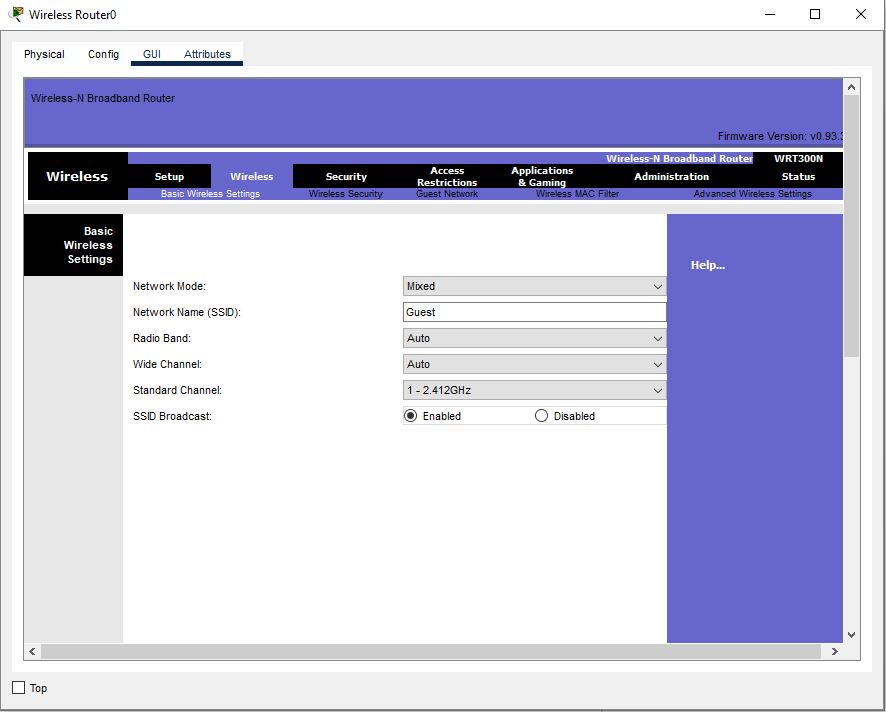 Wireless Router0
Physical Config GUI Attributes
Wireless-N Broadband Router
Firmware Version: v0.93.3
Wireless-N Broadband Router WRT300N
Wireless
Setup Wireless Security Access Restrictions Applications & Gaming Administration Status
Basic Wireless Settings Wireless Security Guest Network Wireless MAC Filter Advanced Wireless Settings
Basic
Wireless
Settings
Help...
Network Mode: Mixed
Network Name (SSID): Guest
Radio Band: Auto
Wide Channel: Auto
Standard Channel: 1 - 2.412GHz
SSID Broadcast: Enabled Disabled
Top